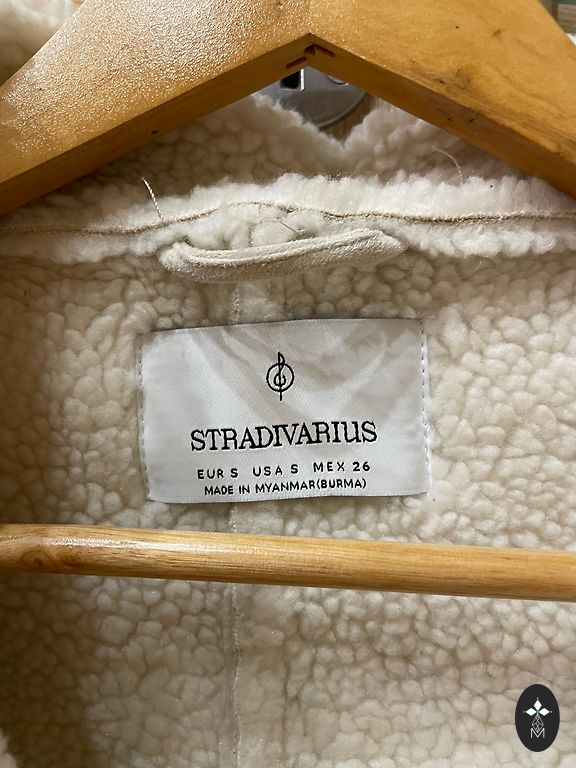 STRADIVARIUS
EUR S USA S MEX 26
MADE IN MYANMAR(BURMA)
M